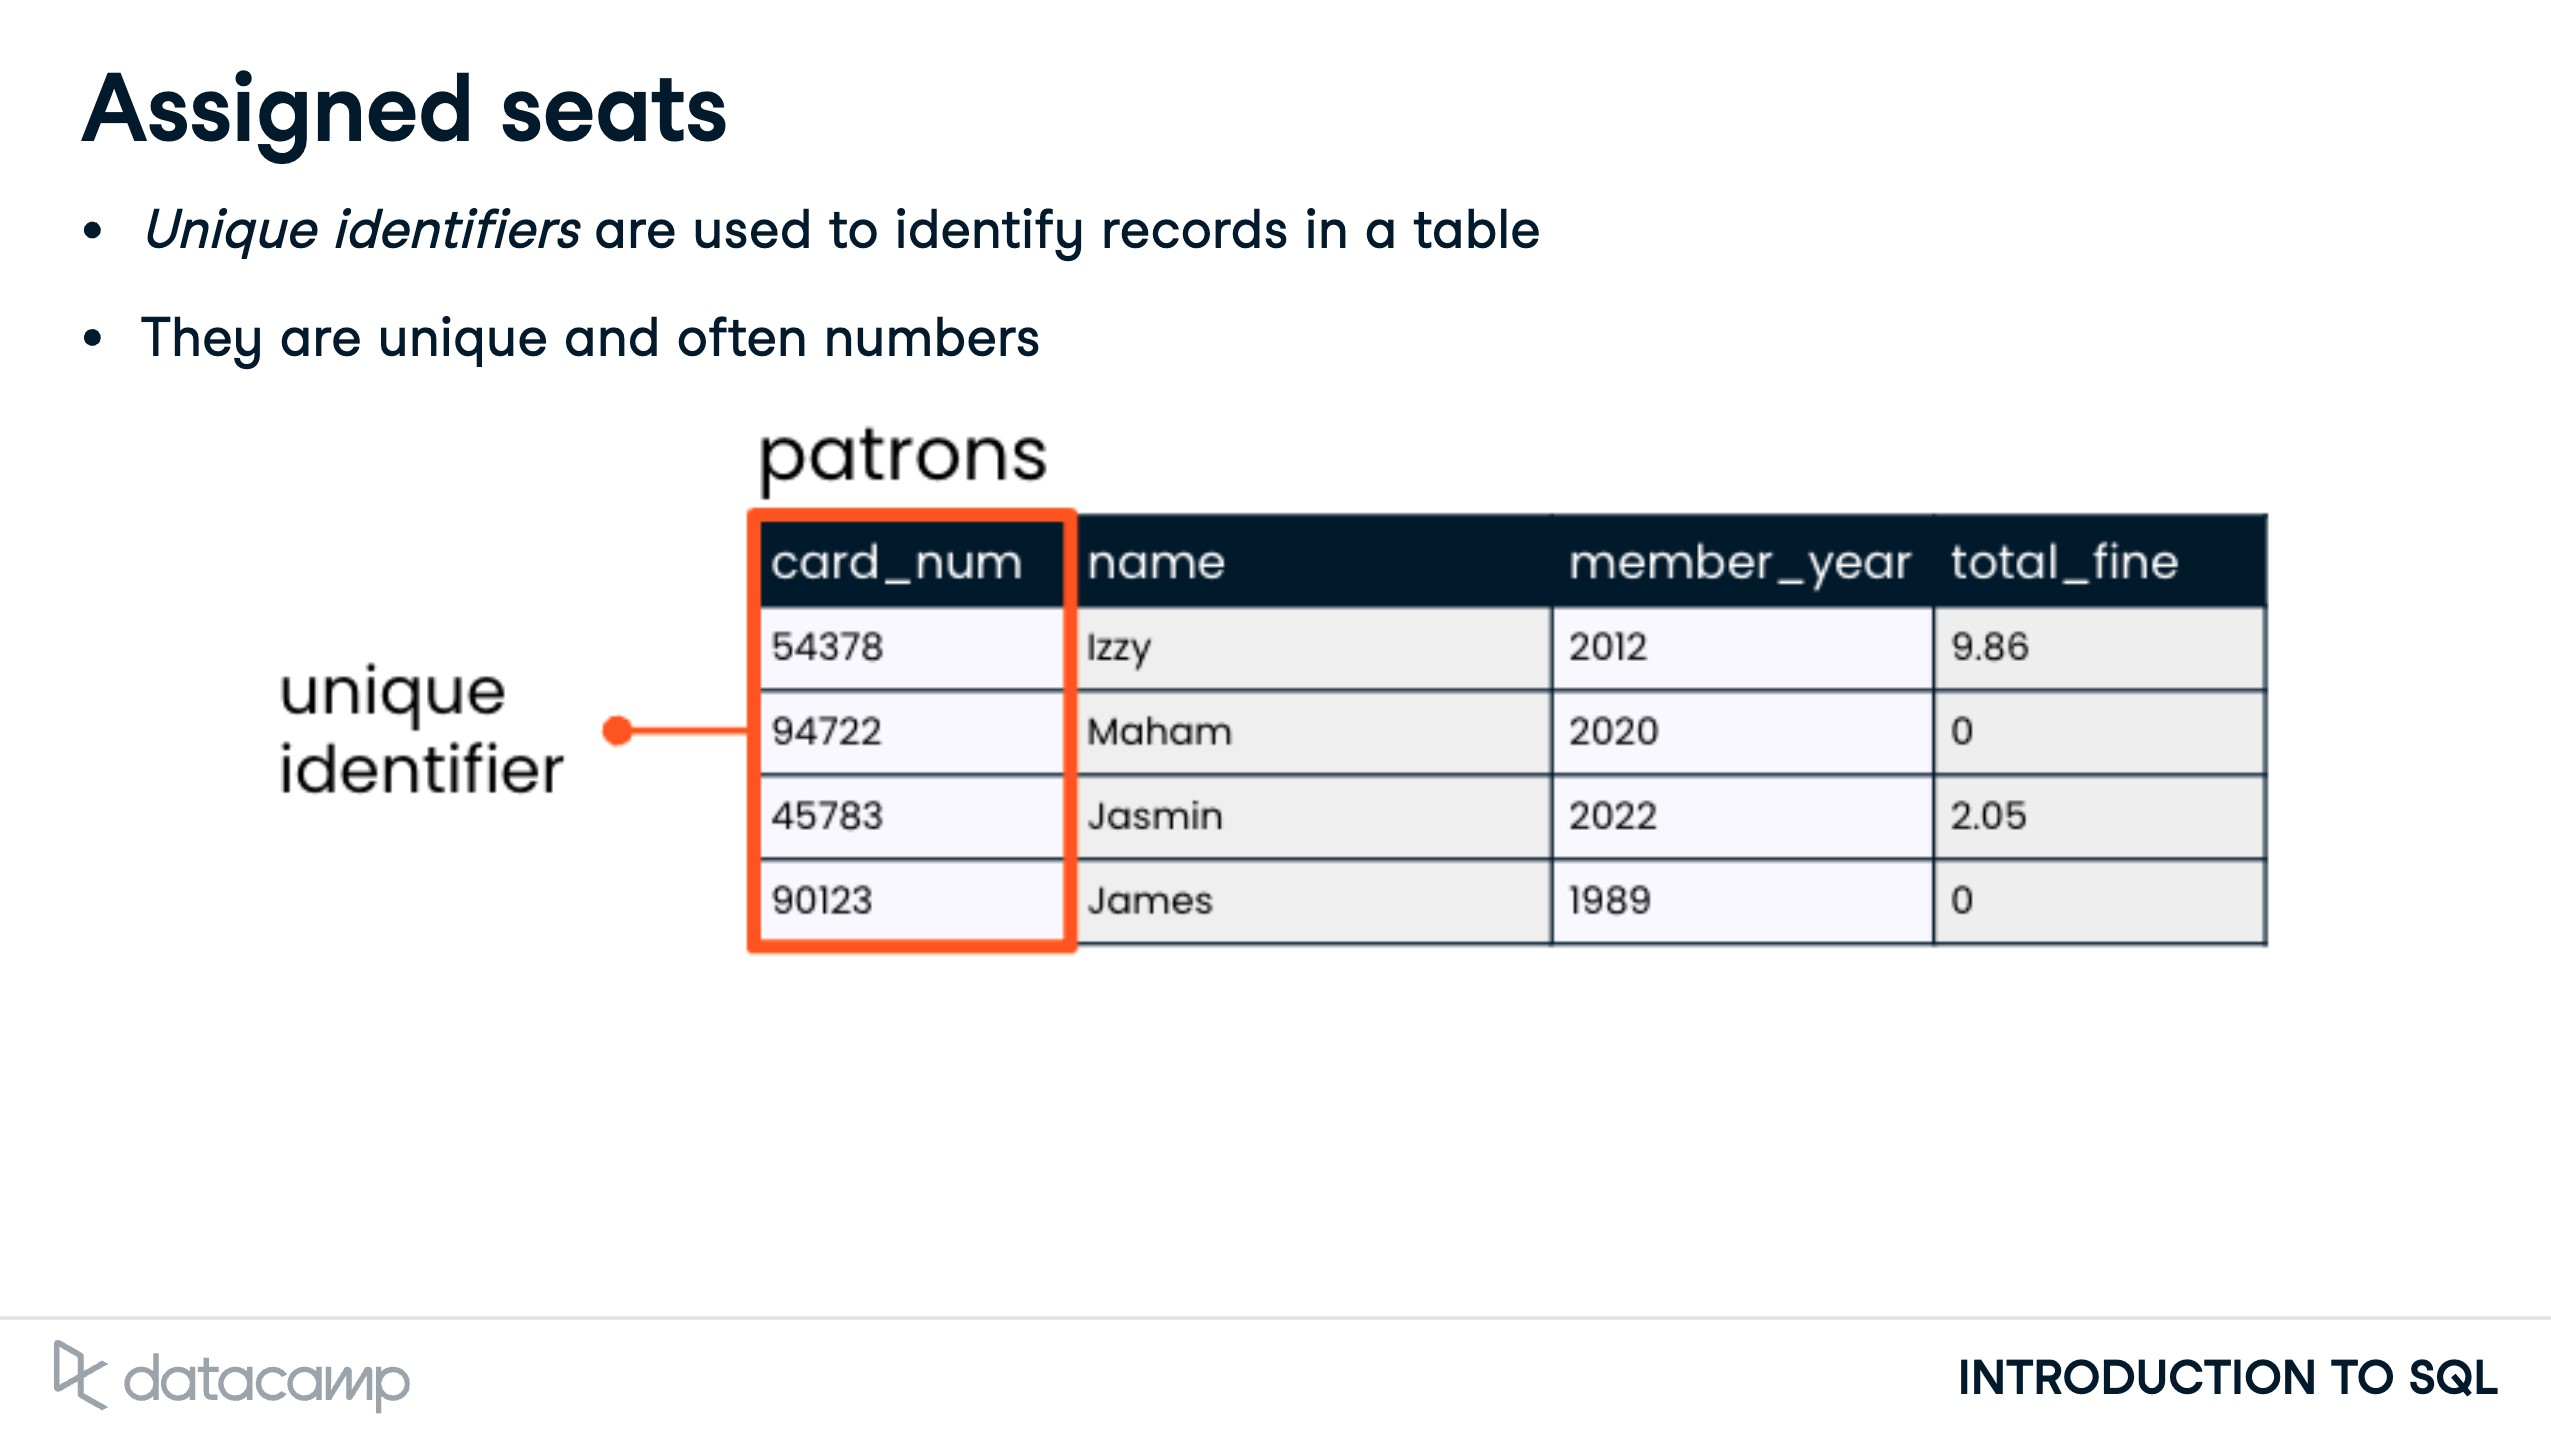 Assigned seats
• Unique identifiers are used to identify records in a table
• They are unique and often numbers
patrons
card_num name member_year total_fine
54378 Izzy 2012 9.86
unique
identifier
94722 Maham 2020 0
45783 Jasmin 2022 2.05
90123 James 1989 0
datacamp
INTRODUCTION TO SQL